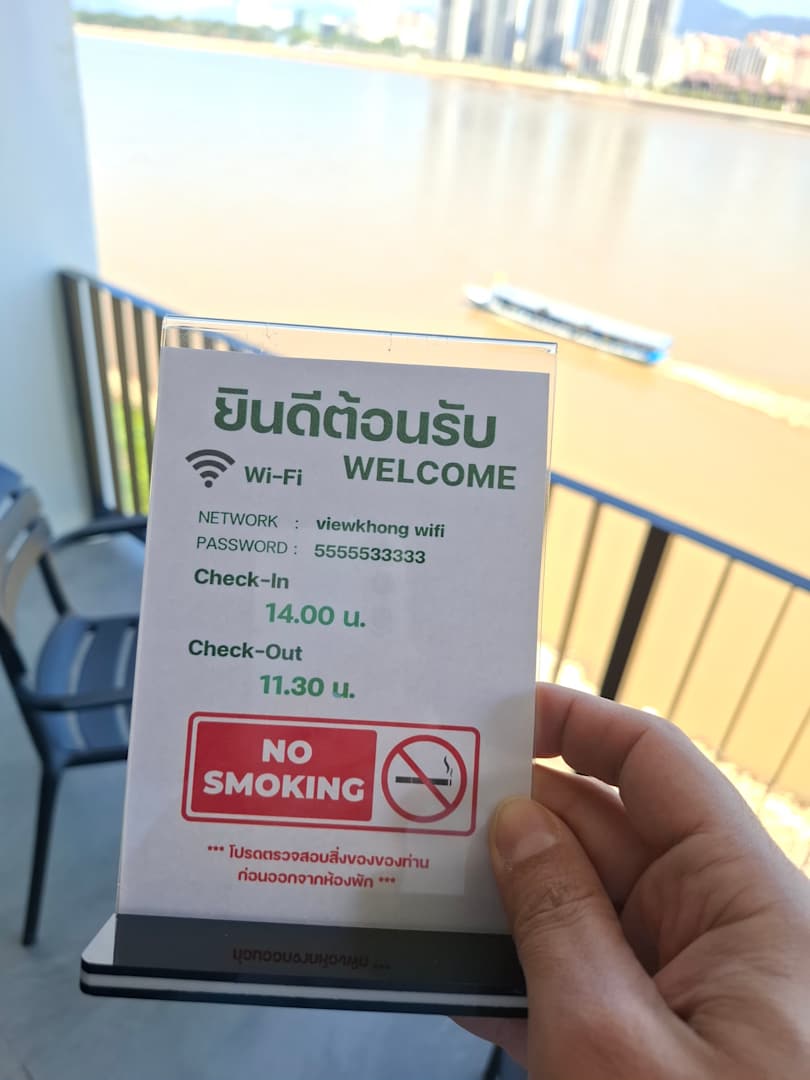 ยินดีต้อนรับ
Wi-Fi WELCOME
NETWORK : viewkhong wifi
PASSWORD : 5555533333
Check-In
14.00 น.
Check-Out
11.30 น.
NO
SMOKING
*** โปรดตรวจสอบสิ่งของของท่าน
ก่อนออกจากห้องพัก ***